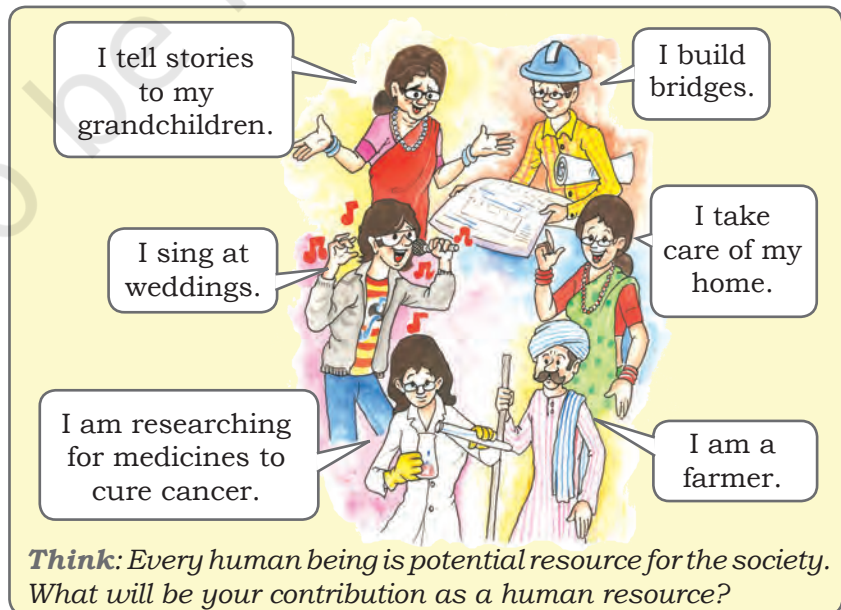 I tell stories
to my
grandchildren.
I build
bridges.
I sing at
weddings.
I take
care of my
home.
I am researching
for medicines to
cure cancer.
I am a
farmer.
Think: Every human being is potential resource for the society.
What will be your contribution as a human resource?